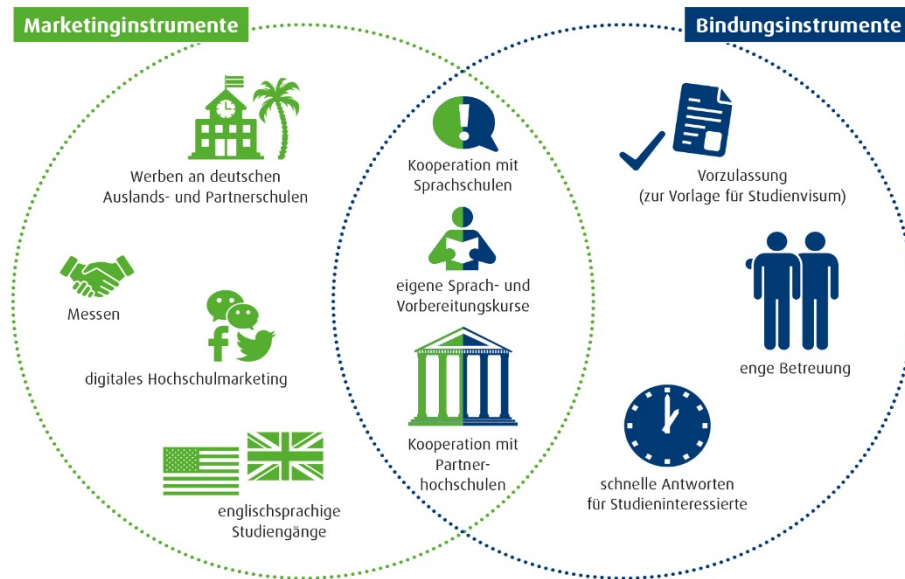 Marketinginstrumente
Bindungsinstrumente
Werben an deutschen
Auslands- und Partnerschulen
Messen
digitales Hochschulmarketing
englischsprachige
Studiengänge
Kooperation mit
Sprachschulen
eigene Sprach- und
Vorbereitungskurse
Kooperation mit
Partner-
hochschulen
Vorzulassung
(zur Vorlage für Studienvisum)
enge Betreuung
schnelle Antworten
für Studieninteressierte